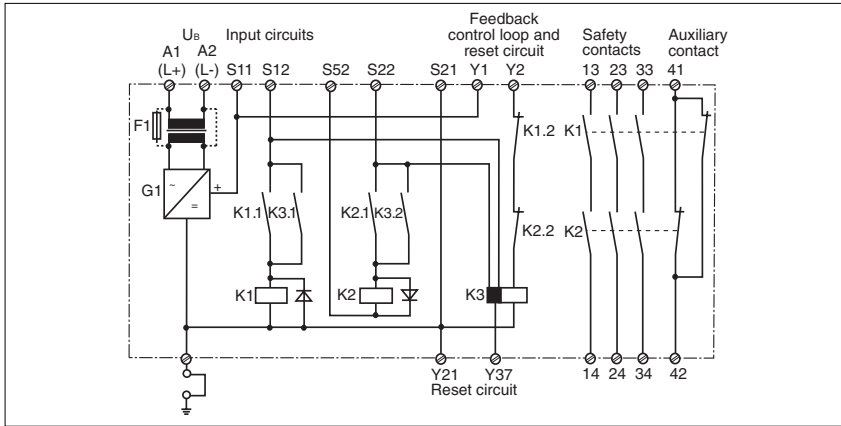 Feedback
UB Input circuits control loop and Safety Auxiliary
A1 A2 reset circuit contacts contact
(L+) (L-) S11 S12 S52 S22 S21 Y1 Y2 13 23 33 41
F1
K1.2 K1
G1 ~ +
=
K1.1 K3.1 K2.1 K3.2 K2.2 K2
K1 K2 K3
Y21 Y37 14 24 34 42
Reset circuit